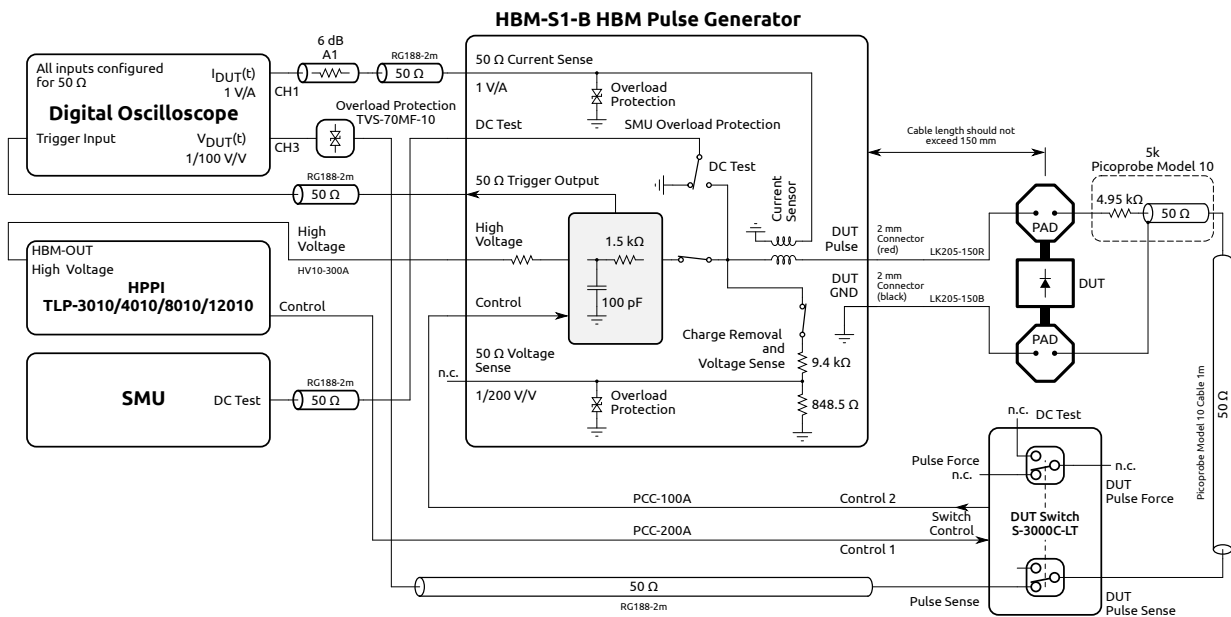 HBM-S1-B HBM Pulse Generator
All inputs configured
for 50 Ω
IDUT(t)
1 V/A
Digital Oscilloscope
Trigger Input
VDUT(t)
1/100 V/V
CH1
CH3
6 dB
A1
RG188-2m
50 Ω
Overload Protection
TVS-70MF-10
RG188-2m
50 Ω
50 Ω Current Sense
1 V/A
Overload
Protection
DC Test
SMU Overload Protection
DC Test
50 Ω Trigger Output
Current
Sensor
High
Voltage
HV10-300A
High
Voltage
1.5 kΩ
100 pF
Control
DUT
Pulse
DUT
GND
Charge Removal
and
Voltage Sense
9.4 kΩ
848.5 Ω
50 Ω Voltage
Sense
n.c.
1/200 V/V
Overload
Protection
HBM-OUT
High Voltage
HPPI
TLP-3010/4010/8010/12010
Control
SMU
DC Test
RG188-2m
50 Ω
Cable length should not
exceed 150 mm
2 mm
Connector
(red)
LK205-150R
2 mm
Connector
(black)
LK205-150B
PAD
DUT
PAD
5k
Picoprobe Model 10
4.95 kΩ
50 Ω
Picoprobe Model 10 Cable 1m
50 Ω
n.c.
DC Test
Pulse Force
n.c.
n.c.
DUT
Pulse Force
DUT Switch
S-3000C-LT
PCC-100A
Control 2
PCC-200A
Switch
Control
Control 1
50 Ω
RG188-2m
Pulse Sense
DUT
Pulse Sense